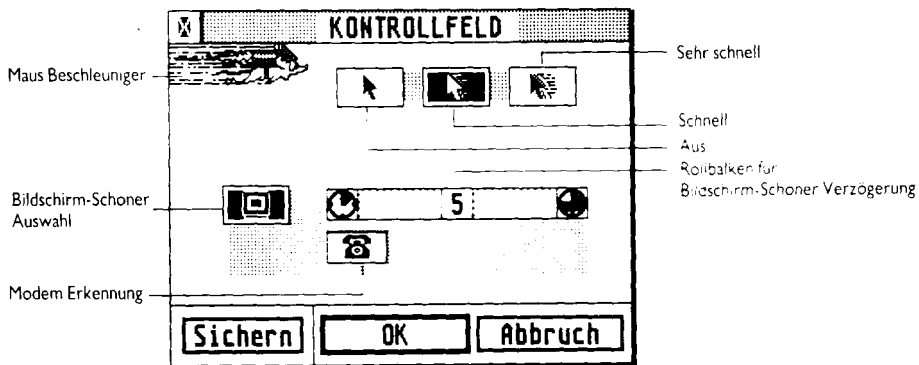 KONTROLLFELD
Sehr schnell
Maus Beschleuniger
Schnell
Aus
Rollbalken für
Bildschirm-Schoner Verzögerung
Bildschirm-Schoner
Auswahl
5
Modem Erkennung
Sichern
OK
Abbruch